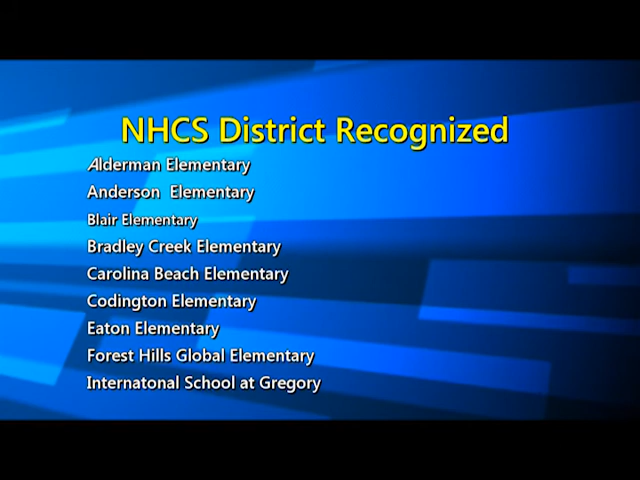 NHCS District Recognized
Alderman Elementary
Anderson  Elementary
Blair Elementary
Bradley Creek Elementary
Carolina Beach Elementary
Codington Elementary
Eaton Elementary
Forest Hills Global Elementary
Internatonal School at Gregory